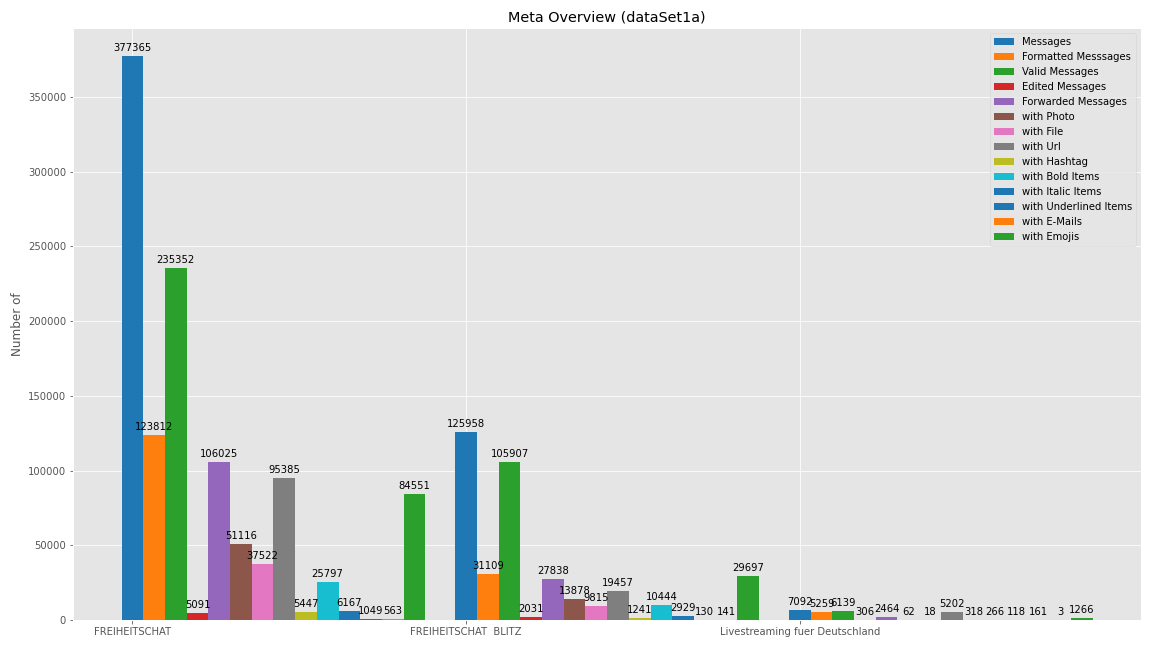 Meta Overview (dataSet1a)
Number of
350000
300000
250000
200000
150000
100000
50000
0
377365
123812
235352
5091
106025
51116
37522
95385
5447
25797
6167
1049
563
84551
125958
31109
105907
2031
27838
13878
9815
19457
1241
10444
2929
130
141
29697
7092
5259
6139
306
2464
62
18
5202
318
266
118
161
3
1266
FREIHEITSCHAT
FREIHEITSCHAT BLITZ
Livestreaming fuer Deutschland
Messages
Formatted Messsages
Valid Messages
Edited Messages
Forwarded Messages
with Photo
with File
with Url
with Hashtag
with Bold Items
with Italic Items
with Underlined Items
with E-Mails
with Emojis